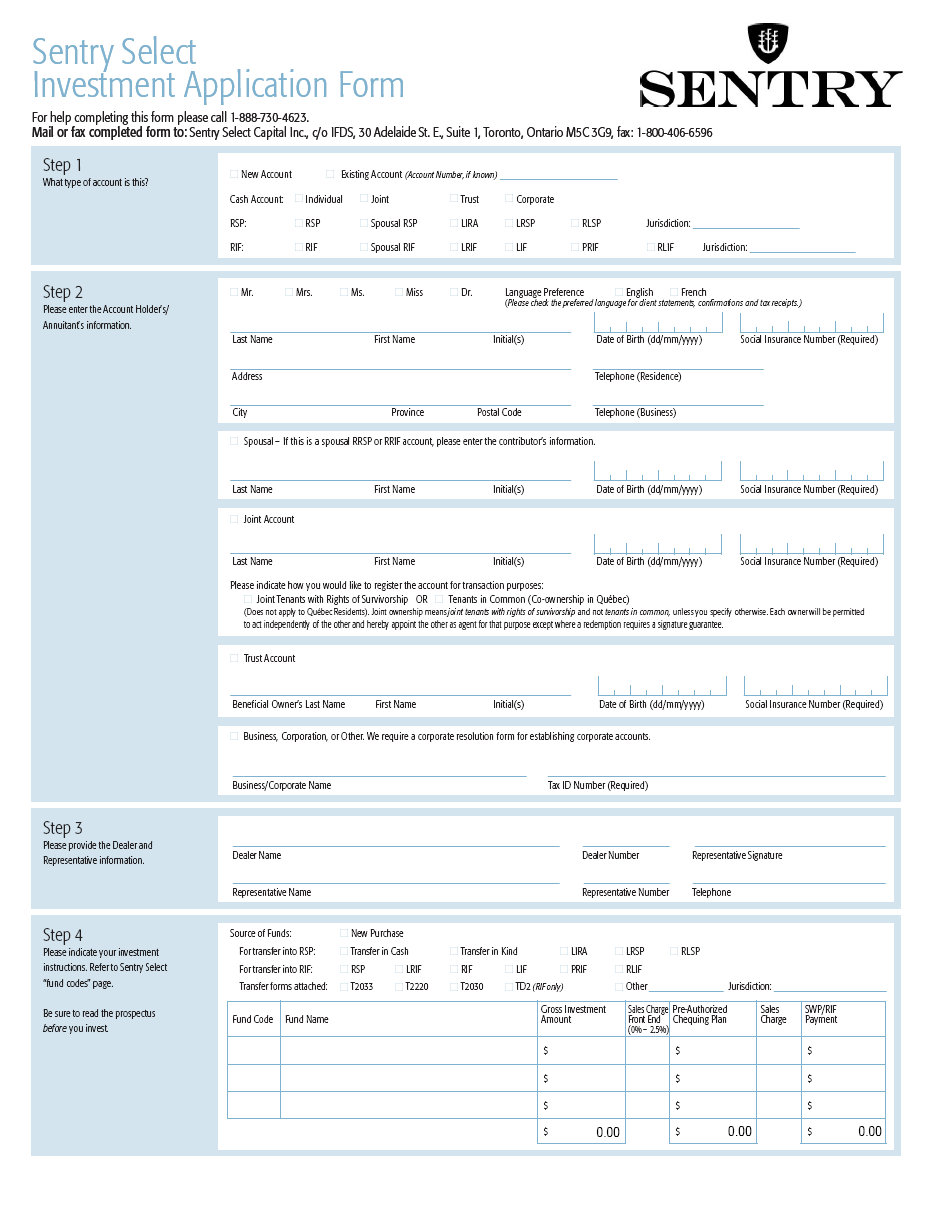 Sentry Select
Investment Application Form
SENTRY
For help completing this form please call 1-888-730-4623.
Mail or fax completed form to: Sentry Select Capital Inc., c/o IFDS, 30 Adelaide St. E., Suite 1, Toronto, Ontario M5C 3G9, fax: 1-800-406-6596
Step 1
What type of account is this?
New Account Existing Account (Account Number, if known)
Cash Account: Individual Joint Trust Corporate
RSP: RSP Spousal RSP LIRA LRSP RLSP Jurisdiction:
RIF: RIF Spousal RIF LRIF LIF PRIF RLIF Jurisdiction:
Step 2
Please enter the Account Holder's/
Annuitant's information.
Mr. Mrs. Ms. Miss Dr. Language Preference English French
(Please check the preferred language for client statements, confirmations and tax receipts.)
Last Name First Name Initial(s) Date of Birth (dd/mm/yyyy) Social Insurance Number (Required)
Address Telephone (Residence)
City Province Postal Code Telephone (Business)
Spousal – If this is a spousal RRSP or RRIF account, please enter the contributor's information.
Last Name First Name Initial(s) Date of Birth (dd/mm/yyyy) Social Insurance Number (Required)
Joint Account
Last Name First Name Initial(s) Date of Birth (dd/mm/yyyy) Social Insurance Number (Required)
Please indicate how you would like to register the account for transaction purposes:
Joint Tenants with Rights of Survivorship OR Tenants in Common (Co-ownership in Québec)
(Does not apply to Québec Residents). Joint ownership means joint tenants with rights of survivorship and not tenants in common, unless you specify otherwise. Each owner will be permitted
to act independently of the other and hereby appoint the other as agent for that purpose except where a redemption requires a signature guarantee.
Trust Account
Beneficial Owner's Last Name First Name Initial(s) Date of Birth (dd/mm/yyyy) Social Insurance Number (Required)
Business, Corporation, or Other. We require a corporate resolution form for establishing corporate accounts.
Business/Corporate Name Tax ID Number (Required)
Step 3
Please provide the Dealer and
Representative information.
Dealer Name Dealer Number Representative Signature
Representative Name Representative Number Telephone
Step 4
Please indicate your investment
instructions. Refer to Sentry Select
"fund codes" page.
Be sure to read the prospectus
before you invest.
Source of Funds: New Purchase
For transfer into RSP: Transfer in Cash Transfer in Kind LIRA LRSP RLSP
For transfer into RIF: RSP LRIF RIF LIF PRIF RLIF
Transfer forms attached: T2033 T2220 T2030 TD2 (RIF only) Other Jurisdiction:
Fund Code Fund Name Gross Investment Amount Sales Charge Front End (0% – 2.5%) Pre-Authorized Chequing Plan Sales Charge SWP/RIF Payment
$ $ $
$ $ $
$ $ $
$ 0.00 $ 0.00 $ 0.00